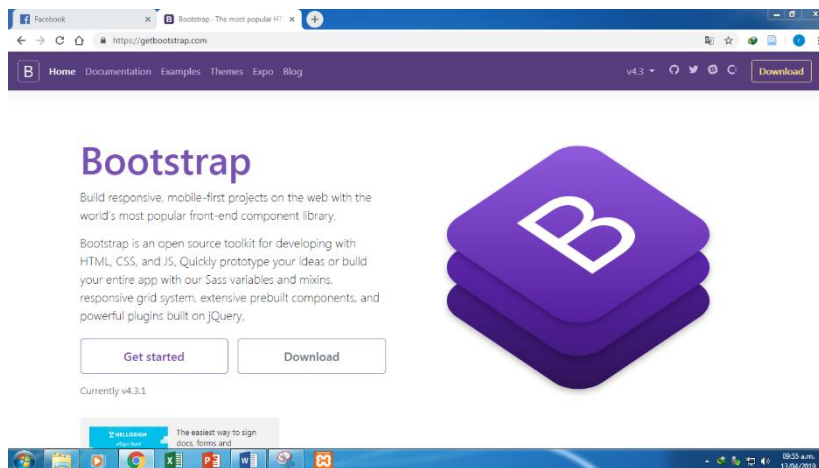 Facebook
Bootstrap · The most popular HT
https://getbootstrap.com
B
Home Documentation Examples Themes Expo Blog
v4.3
Download
Bootstrap
Build responsive, mobile-first projects on the web with the
world's most popular front-end component library.
Bootstrap is an open source toolkit for developing with
HTML, CSS, and JS. Quickly prototype your ideas or build
your entire app with our Sass variables and mixins,
responsive grid system, extensive prebuilt components, and
powerful plugins built on jQuery.
B
Get started
Download
Currently v4.3.1
HELLOSIGN
The easiest way to sign
docs, forms and
09:55 a.m.
13/04/2019